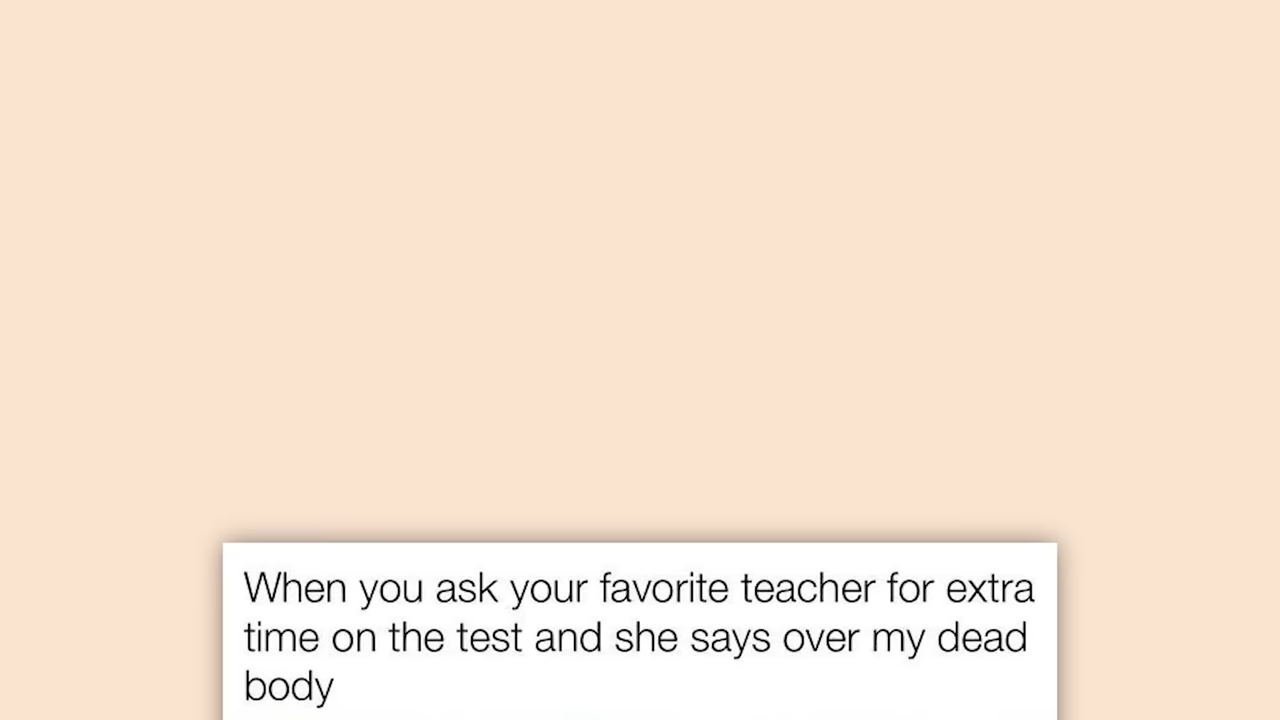 When you ask your favorite teacher for extra
time on the test and she says over my dead
body